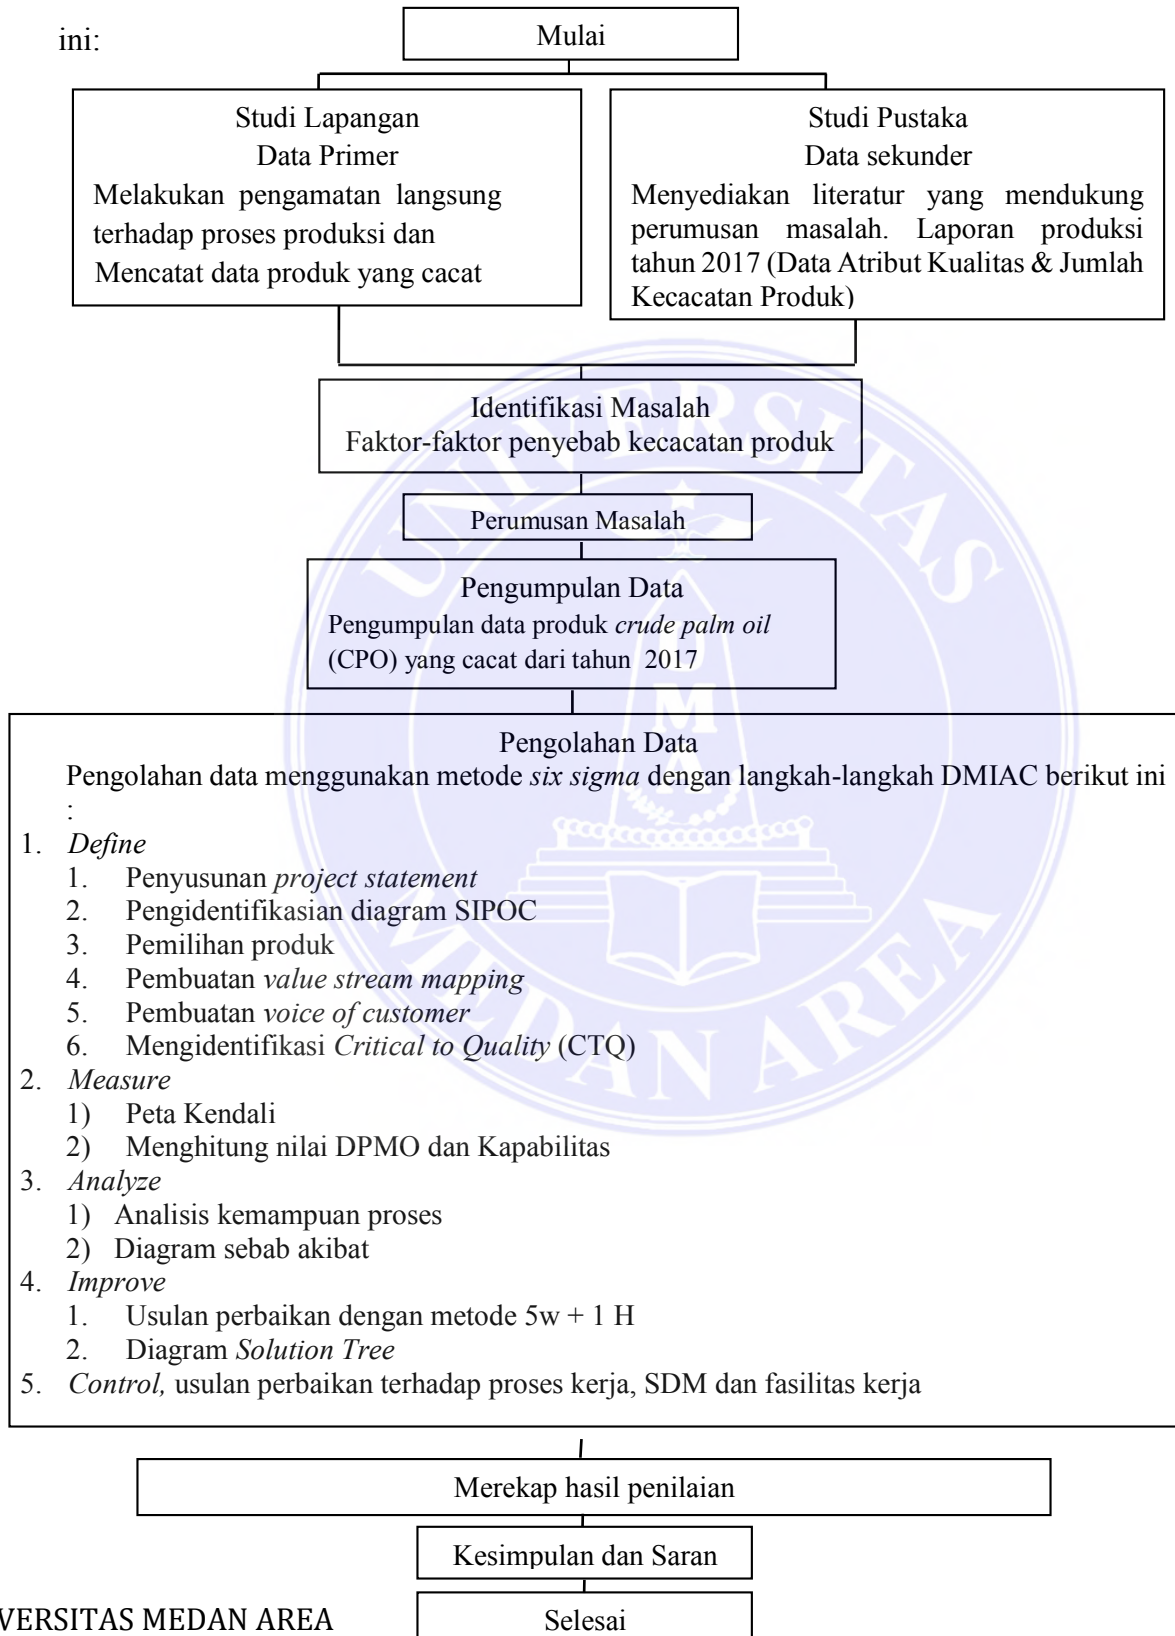 ini:
Mulai
Studi Lapangan
Data Primer
Melakukan pengamatan langsung
terhadap proses produksi dan
Mencatat data produk yang cacat
Studi Pustaka
Data sekunder
Menyediakan literatur yang mendukung
perumusan masalah. Laporan produksi
tahun 2017 (Data Atribut Kualitas & Jumlah
Kecacatan Produk)
Identifikasi Masalah
Faktor-faktor penyebab kecacatan produk
Perumusan Masalah
Pengumpulan Data
Pengumpulan data produk crude palm oil
(CPO) yang cacat dari tahun 2017
Pengolahan Data
Pengolahan data menggunakan metode six sigma dengan langkah-langkah DMIAC berikut ini
:
1. Define
1. Penyusunan project statement
2. Pengidentifikasian diagram SIPOC
3. Pemilihan produk
4. Pembuatan value stream mapping
5. Pembuatan voice of customer
6. Mengidentifikasi Critical to Quality (CTQ)
2. Measure
1) Peta Kendali
2) Menghitung nilai DPMO dan Kapabilitas
3. Analyze
1) Analisis kemampuan proses
2) Diagram sebab akibat
4. Improve
1. Usulan perbaikan dengan metode 5w + 1 H
2. Diagram Solution Tree
5. Control, usulan perbaikan terhadap proses kerja, SDM dan fasilitas kerja
Merekap hasil penilaian
Kesimpulan dan Saran
Selesai
VERSITAS MEDAN AREA
UNIVERSITAS
MEDAN AREA